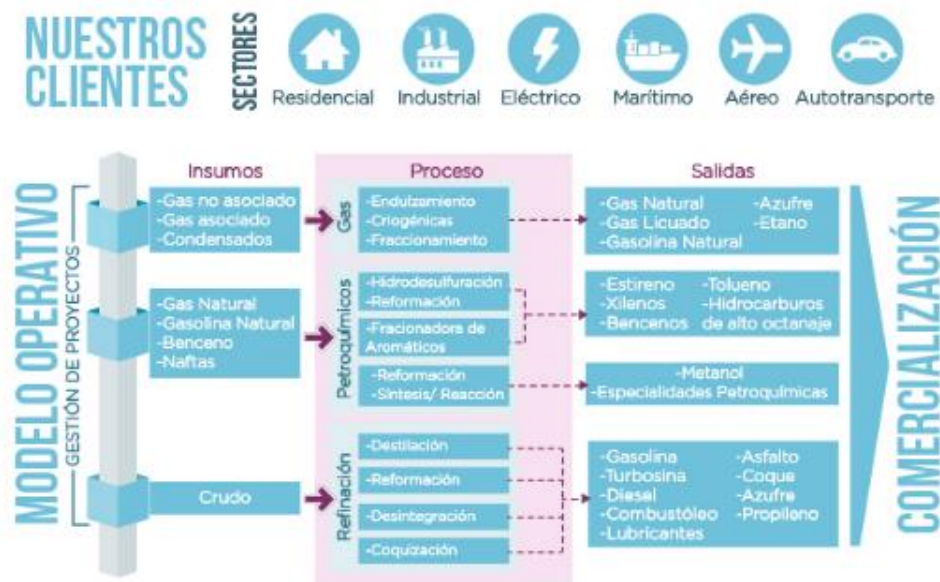 NUESTROS
CLIENTES
SECTORES
Residencial
Industrial
Eléctrico
Marítimo
Aéreo
Autotransporte
MODELO OPERATIVO
GESTIÓN DE PROYECTOS
Insumos
-Gas no asociado
-Gas asociado
-Condensados
-Gas Natural
-Gasolina Natural
-Benceno
-Naftas
Crudo
Proceso
Gas
-Endulzamiento
-Criogénicas
-Fraccionamiento
Petroquímicos
-Hidrodesulfuración
-Reformación
-Fracionadora de
Aromáticos
-Reformación
-Síntesis/ Reacción
Refinación
-Destilación
-Reformación
-Desintegración
-Coquización
Salidas
-Gas Natural
-Gas Licuado
-Gasolina Natural
-Azufre
-Etano
-Estireno
-Xilenos
-Bencenos
-Tolueno
-Hidrocarburos
de alto octanaje
-Metanol
-Especialidades Petroquímicas
-Gasolina
-Turbosina
-Diesel
-Combustóleo
-Lubricantes
-Asfalto
-Coque
-Azufre
-Propileno
COMERCIALIZACIÓN